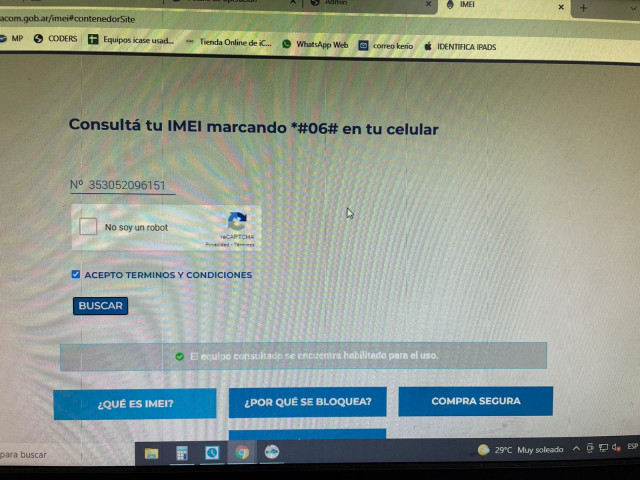 Admin
IMEI
acom.gob.ar/imei#contenedorSite
MP CODERS Equipos icase usad... Tienda Online de iC... WhatsApp Web correo kerio IDENTIFICA IPADS
Consultá tu IMEI marcando *#06# en tu celular
Nº 353052096151
No soy un robot
reCAPTCHA
Privacidad - Términos
ACEPTO TERMINOS Y CONDICIONES
BUSCAR
El equipo consultado se encuentra habilitado para el uso.
¿QUÉ ES IMEI? ¿POR QUÉ SE BLOQUEA? COMPRA SEGURA
para buscar
29°C Muy soleado
ESP